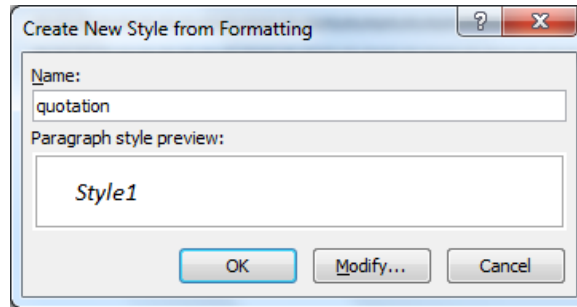 Create New Style from Formatting
Name:
quotation
Paragraph style preview:
Style1
OK Modify... Cancel